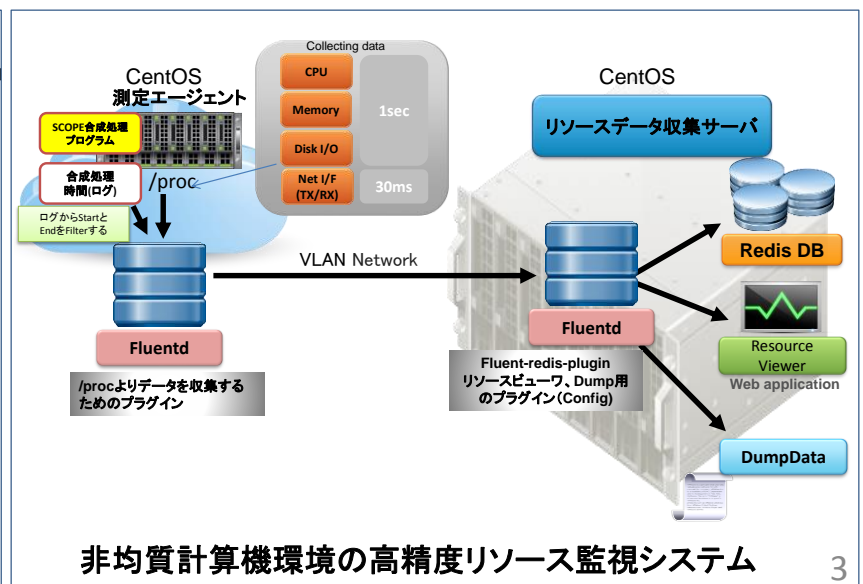 Collecting data
CPU
Memory
Disk I/O
Net I/F
(TX/RX)
1sec
30ms
CentOS
測定エージェント
SCOPE合成処理
プログラム
合成処理
時間(ログ)
/proc
ログからStartと
EndをFilterする
Fluentd
/procよりデータを収集する
ためのプラグイン
VLAN Network
CentOS
リソースデータ収集サーバ
Fluentd
Fluent-redis-plugin
リソースビューワ、Dump用
のプラグイン(Config)
Redis DB
Resource
Viewer
Web application
DumpData
非均質計算機環境の高精度リソース監視システム
3